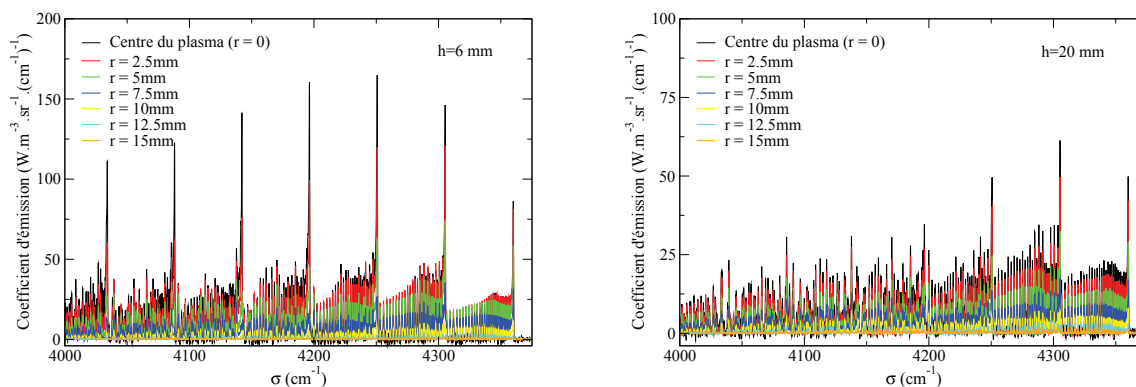 200
150
100
50
0
Coefficient d'émission (W.m⁻³.sr⁻¹.(cm⁻¹)⁻¹)
Centre du plasma (r = 0)
r = 2.5mm
r = 5mm
r = 7.5mm
r = 10mm
r = 12.5mm
r = 15mm
h=6 mm
4000
4100
4200
4300
σ (cm⁻¹)
100
75
50
25
0
Coefficient d'émission (W.m⁻³.sr⁻¹.(cm⁻¹)⁻¹)
Centre du plasma (r = 0)
r = 2.5mm
r = 5mm
r = 7.5mm
r = 10mm
r = 12.5mm
r = 15mm
h=20 mm
4000
4100
4200
4300
σ (cm⁻¹)